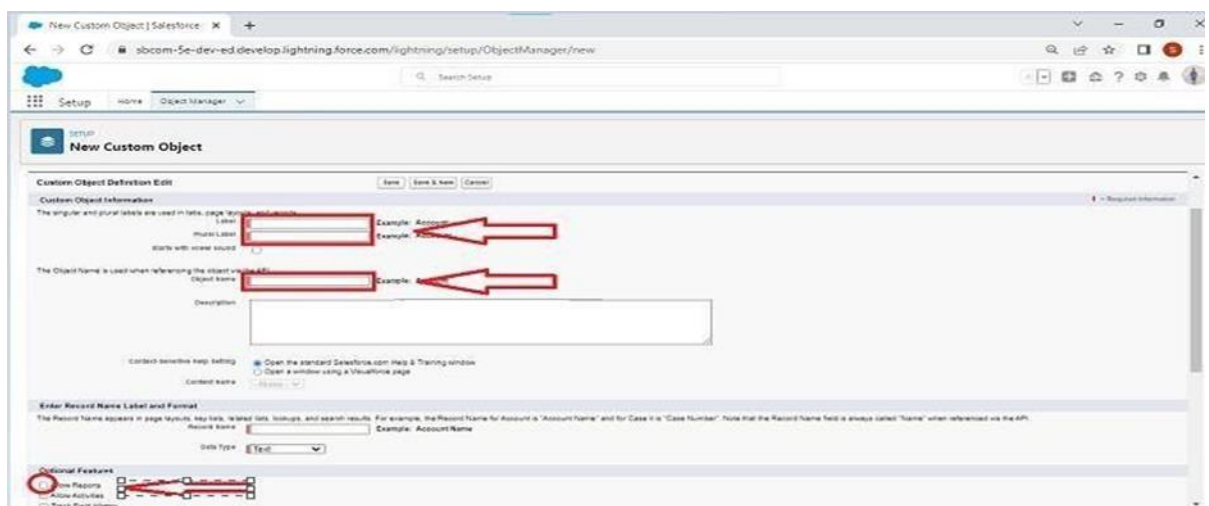 New Custom Object | Salesforce
sbcom-5e-dev-ed.develop.lightning.force.com/lightning/setup/ObjectManager/new
Search Setup
Setup Home Object Manager
SETUP
New Custom Object
Custom Object Definition Edit Save Save & New Cancel
Custom Object Information = Required Information
The singular and plural labels are used in tabs, page layouts, and reports.
Label Example: Account
Plural Label Example:
Starts with vowel sound
The Object Name is used when referencing the object via the API.
Object Name Example:
Description
Context-Sensitive Help Setting Open the standard Salesforce.com Help & Training window
Open a window using a Visualforce page
Content Name --None--
Enter Record Name Label and Format
The Record Name appears in page layouts, key lists, related lists, lookups, and search results. For example, the Record Name for Account is "Account Name" and for Case it is "Case Number". Note that the Record Name field is always called "Name" when referenced via the API.
Record Name Example: Account Name
Data Type Text
Optional Features
Allow Reports
Allow Activities